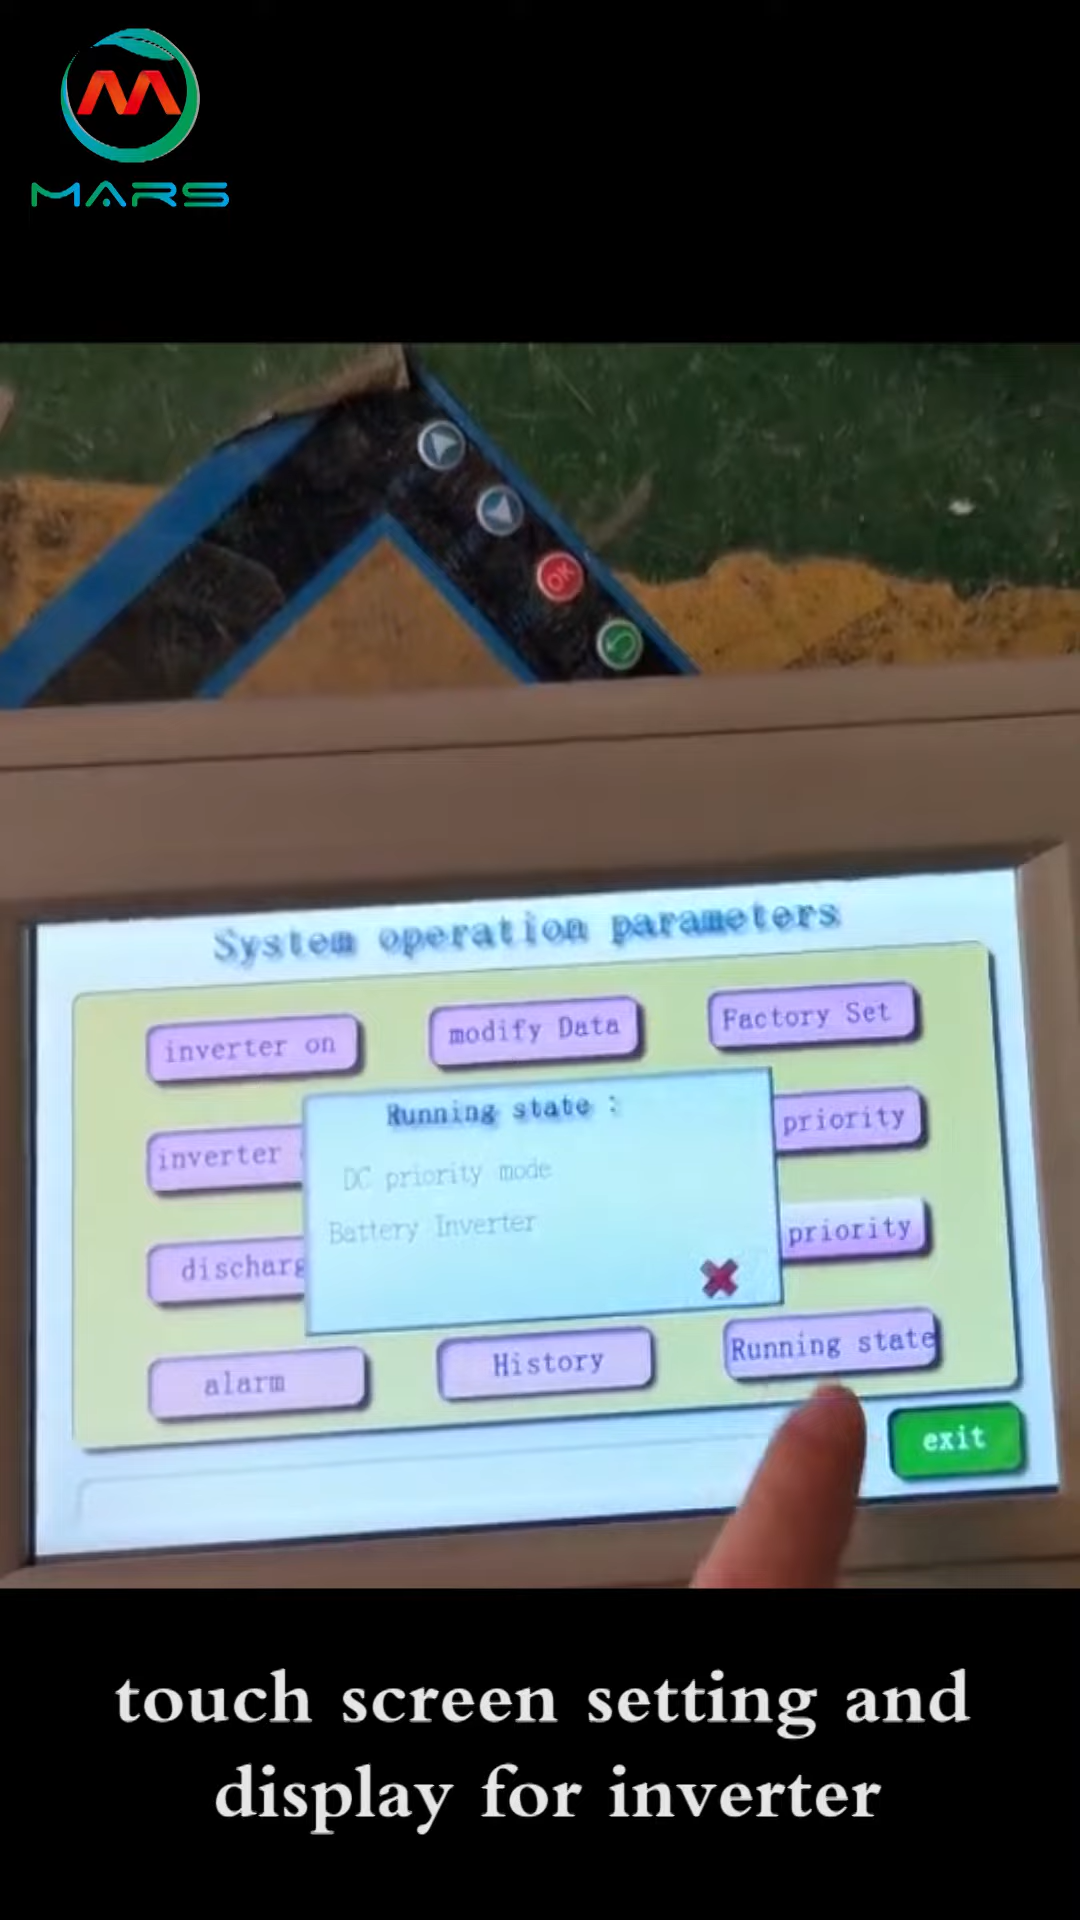 MARS
OK
System operation parameters
inverter on
modify Data
Factory Set
Running state :
priority
inverter
DC priority mode
Battery Inverter
priority
discharg
Running state
History
alarm
exit
touch screen setting and
display for inverter